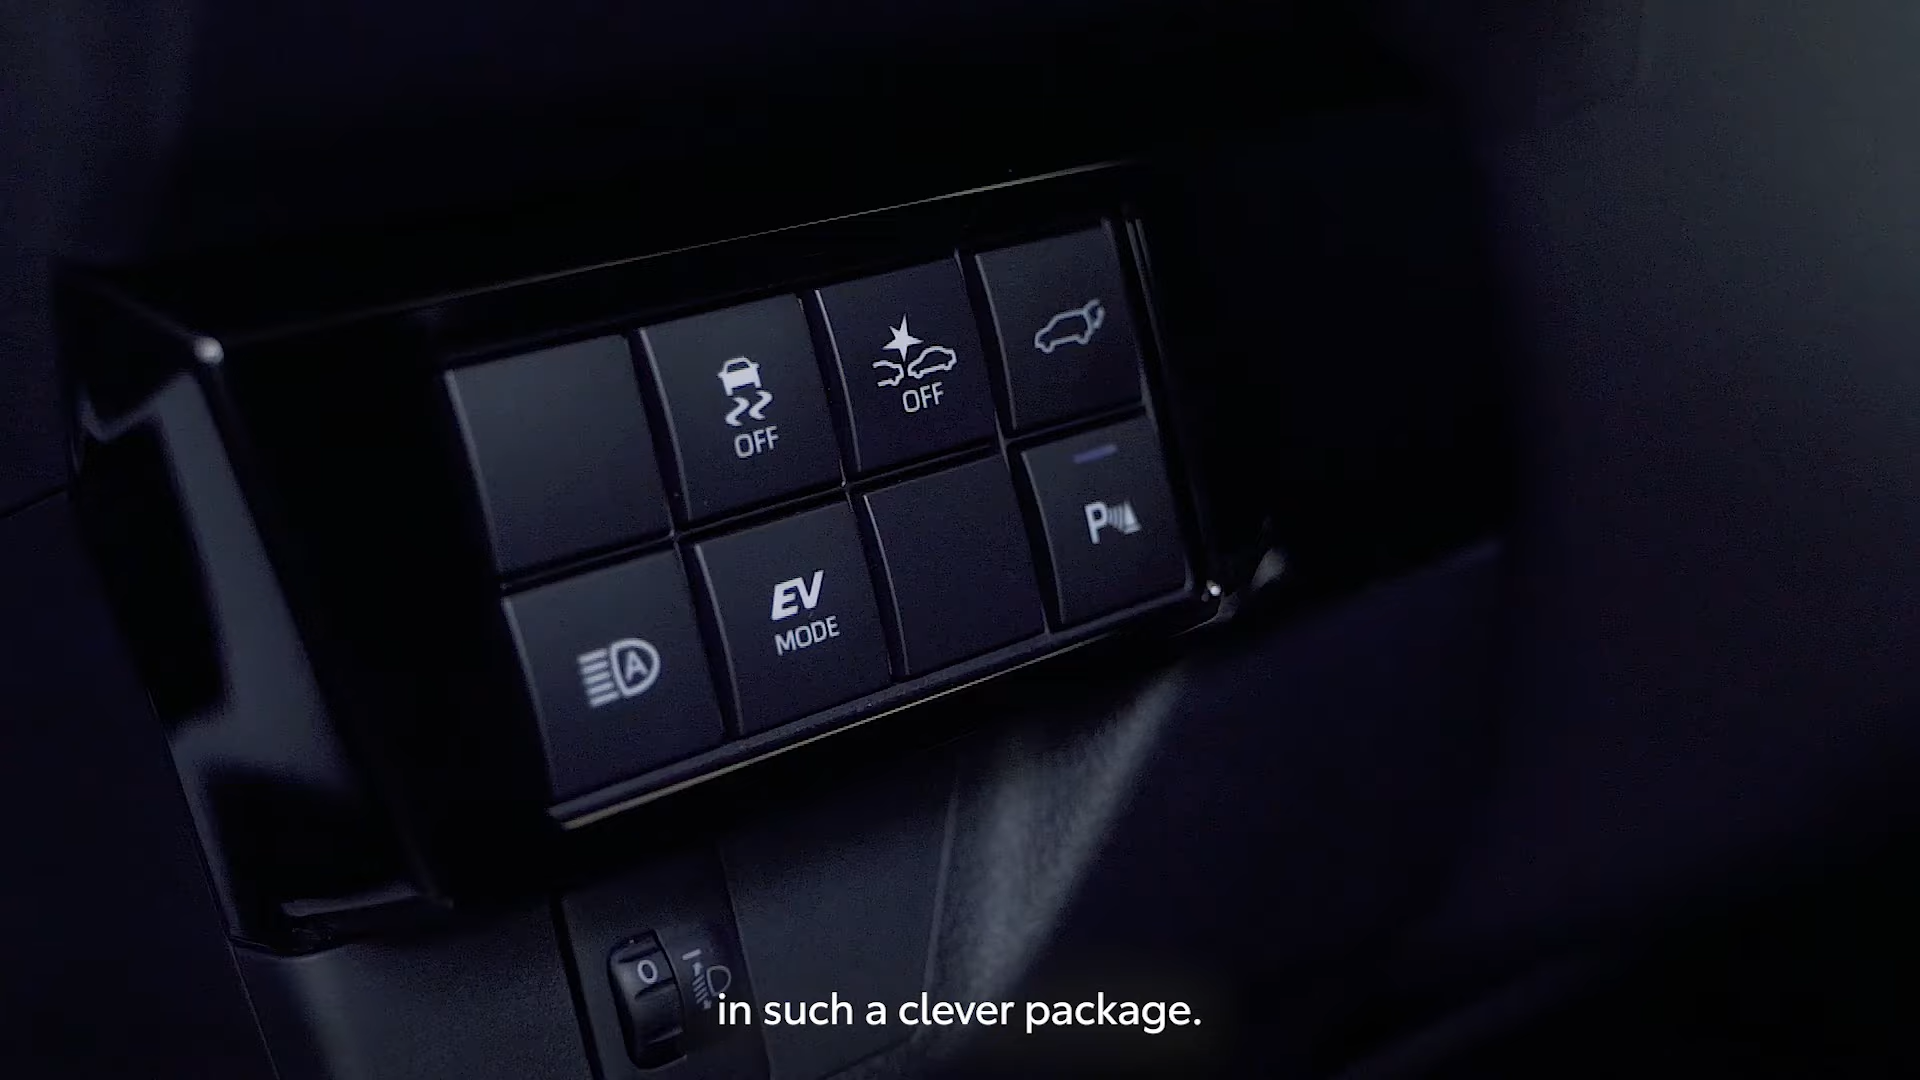 OFF
OFF
A
EV
MODE
P
0
in such a clever package.